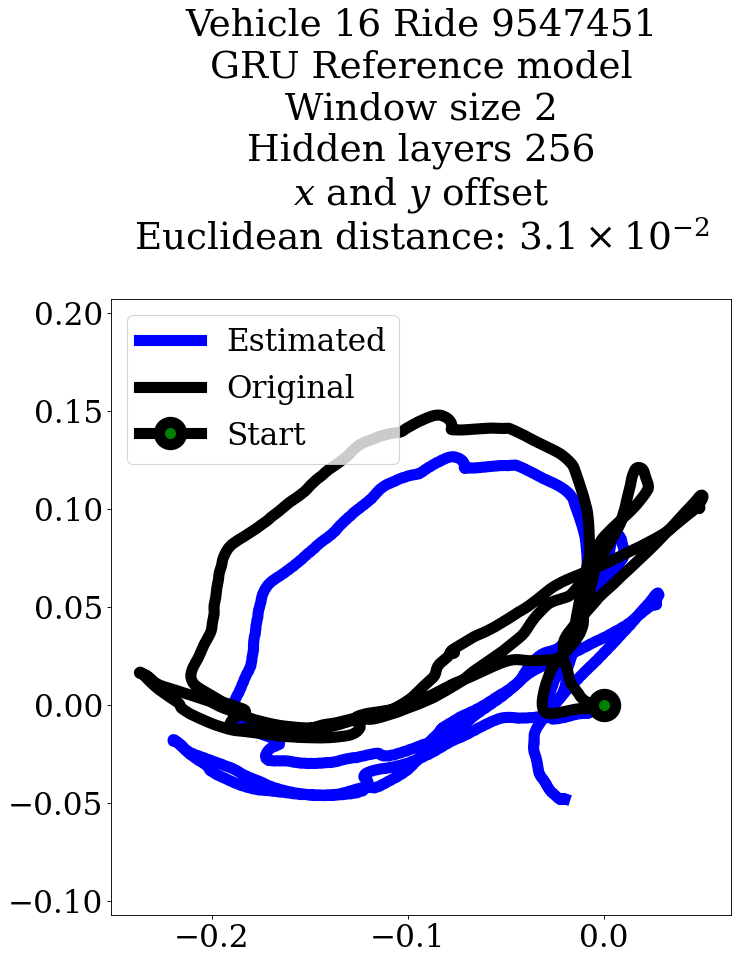 Vehicle 16 Ride 9547451
GRU Reference model
Window size 2
Hidden layers 256
x and y offset
Euclidean distance: 3.1 × 10⁻²
Estimated
Original
Start
0.20
0.15
0.10
0.05
0.00
−0.05
−0.10
−0.2 −0.1 0.0